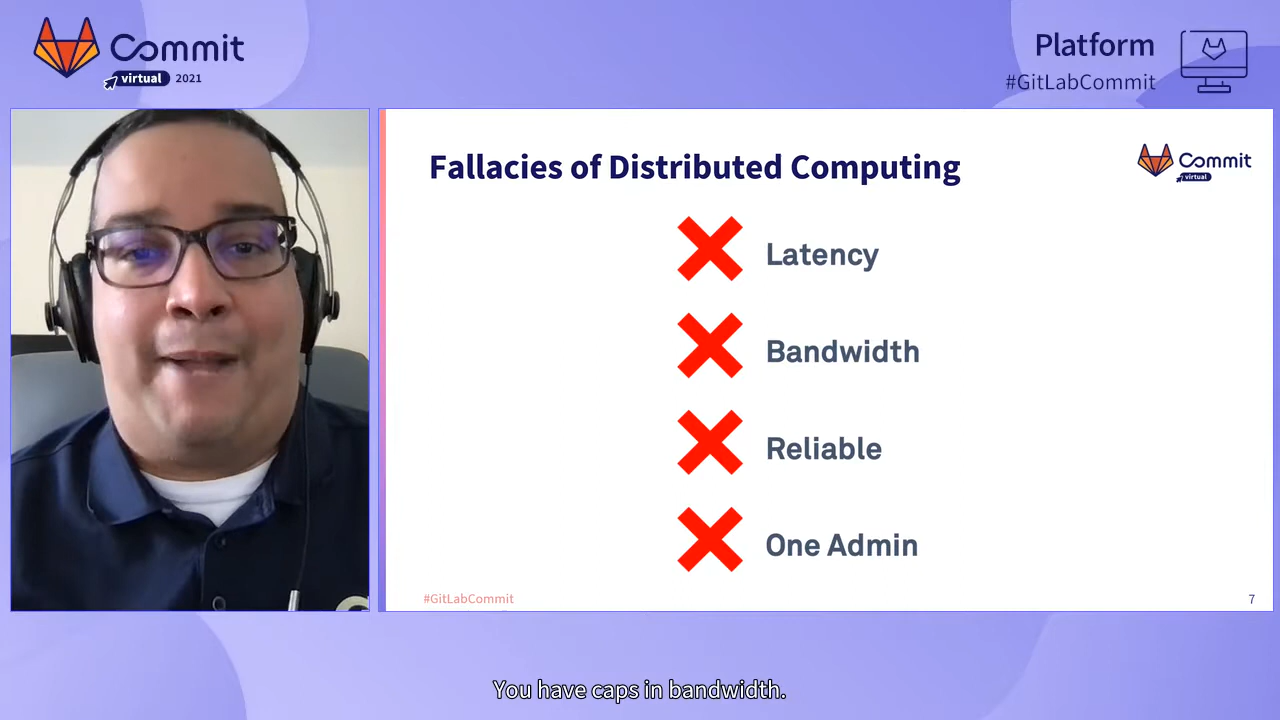 Commit
virtual 2021
Platform
#GitLabCommit
Fallacies of Distributed Computing
Commit
virtual
Latency
Bandwidth
Reliable
One Admin
#GitLabCommit
7
You have caps in bandwidth.